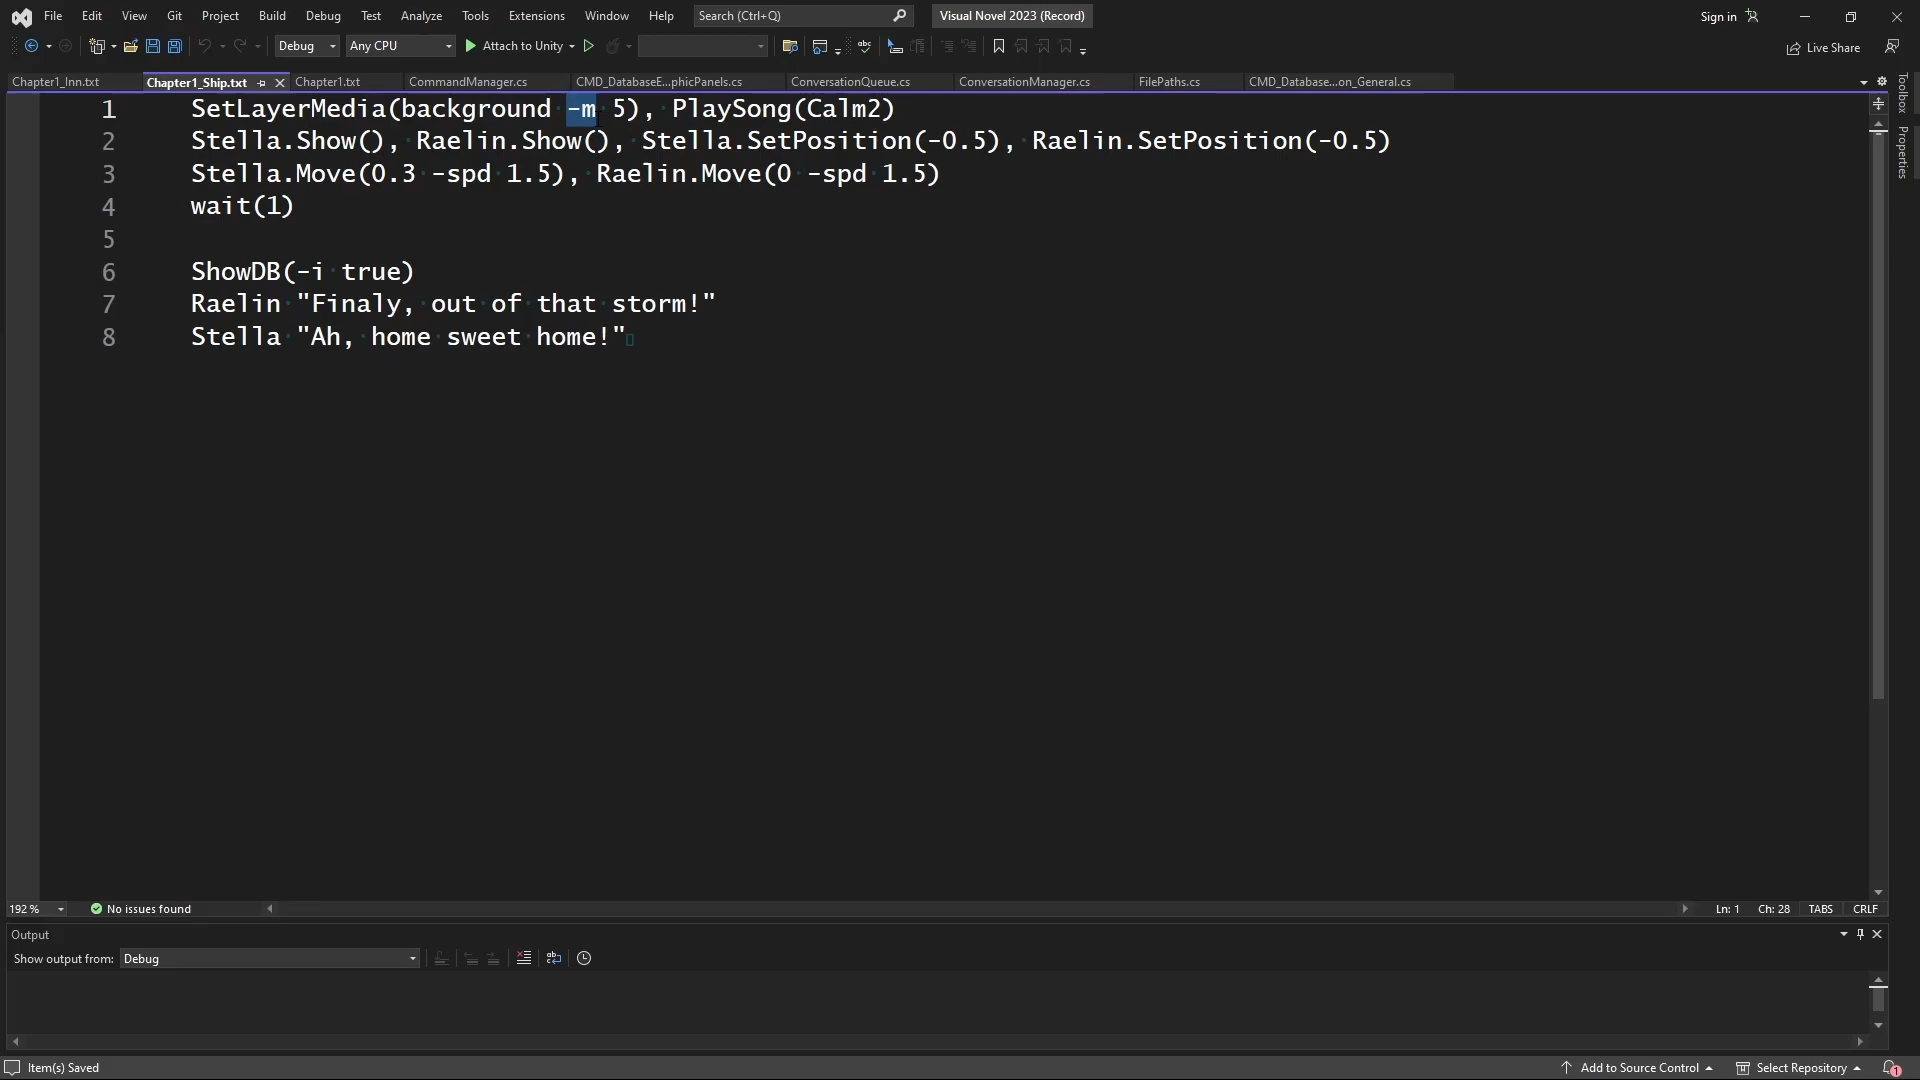 File Edit View Git Project Build Debug Test Analyze Tools Extensions Window Help Search (Ctrl+Q) Visual Novel 2023 (Record) Sign in
Debug Any CPU Attach to Unity Live Share
Chapter1_Inn.txt Chapter1_Ship.txt Chapter1.txt CommandManager.cs CMD_DatabaseE...phicPanels.cs ConversationQueue.cs ConversationManager.cs FilePaths.cs CMD_Database...on_General.cs
Toolbox
Properties
1 SetLayerMedia(background -m 5), PlaySong(Calm2)
2 Stella.Show(), Raelin.Show(), Stella.SetPosition(-0.5), Raelin.SetPosition(-0.5)
3 Stella.Move(0.3 -spd 1.5), Raelin.Move(0 -spd 1.5)
4 wait(1)
5
6 ShowDB(-i true)
7 Raelin "Finaly, out of that storm!"
8 Stella "Ah, home sweet home!"
192 % No issues found Ln: 1 Ch: 28 TABS CRLF
Output
Show output from: Debug
Item(s) Saved Add to Source Control Select Repository 1